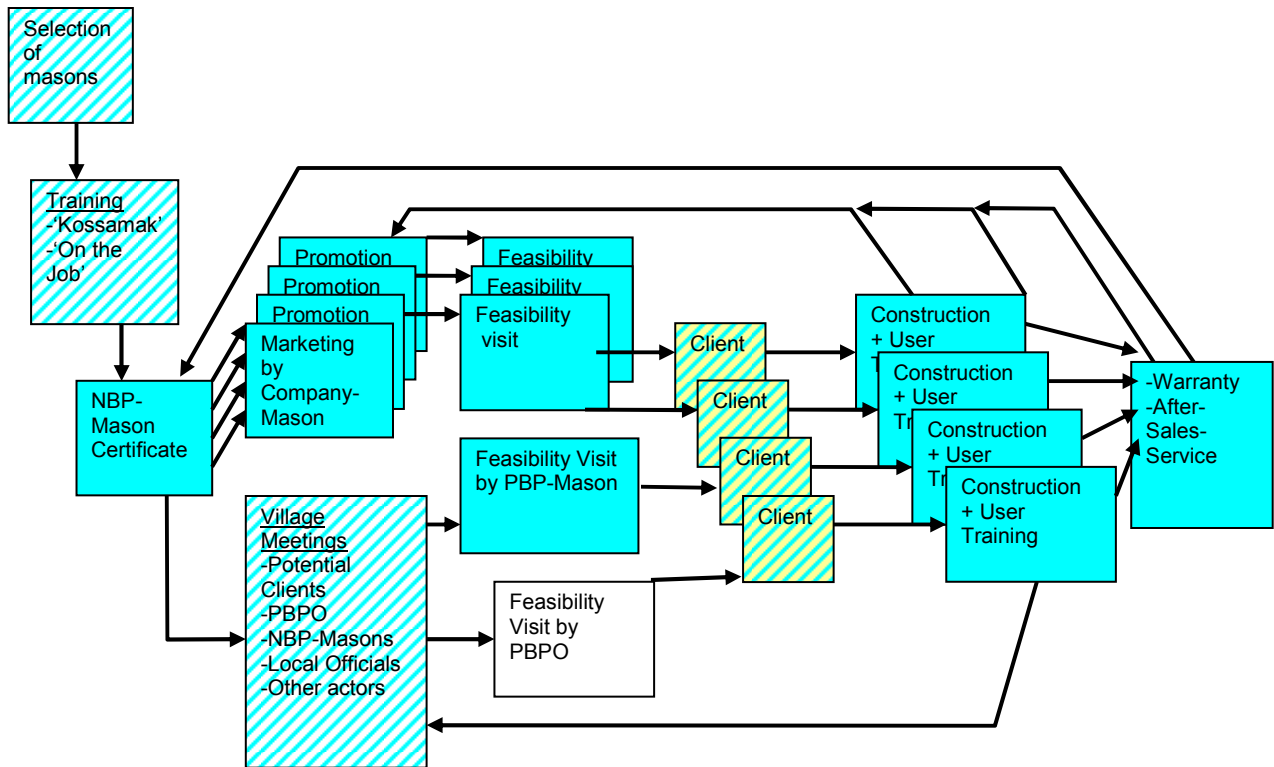 Selection
of
masons
Training
-‘Kossamak’
-‘On the
Job’
NBP-
Mason
Certificate
Promotion
Promotion
Promotion
Marketing
by
Company-
Mason
Feasibility
Feasibility
Feasibility
visit
Feasibility Visit
by PBP-Mason
Village
Meetings
-Potential
Clients
-PBPO
-NBP-Masons
-Local Officials
-Other actors
Feasibility
Visit by
PBPO
Client
Client
Client
Client
Construction
+ User
Construction
+ User
Construction
+ User
Construction
+ User
Training
-Warranty
-After-
Sales-
Service